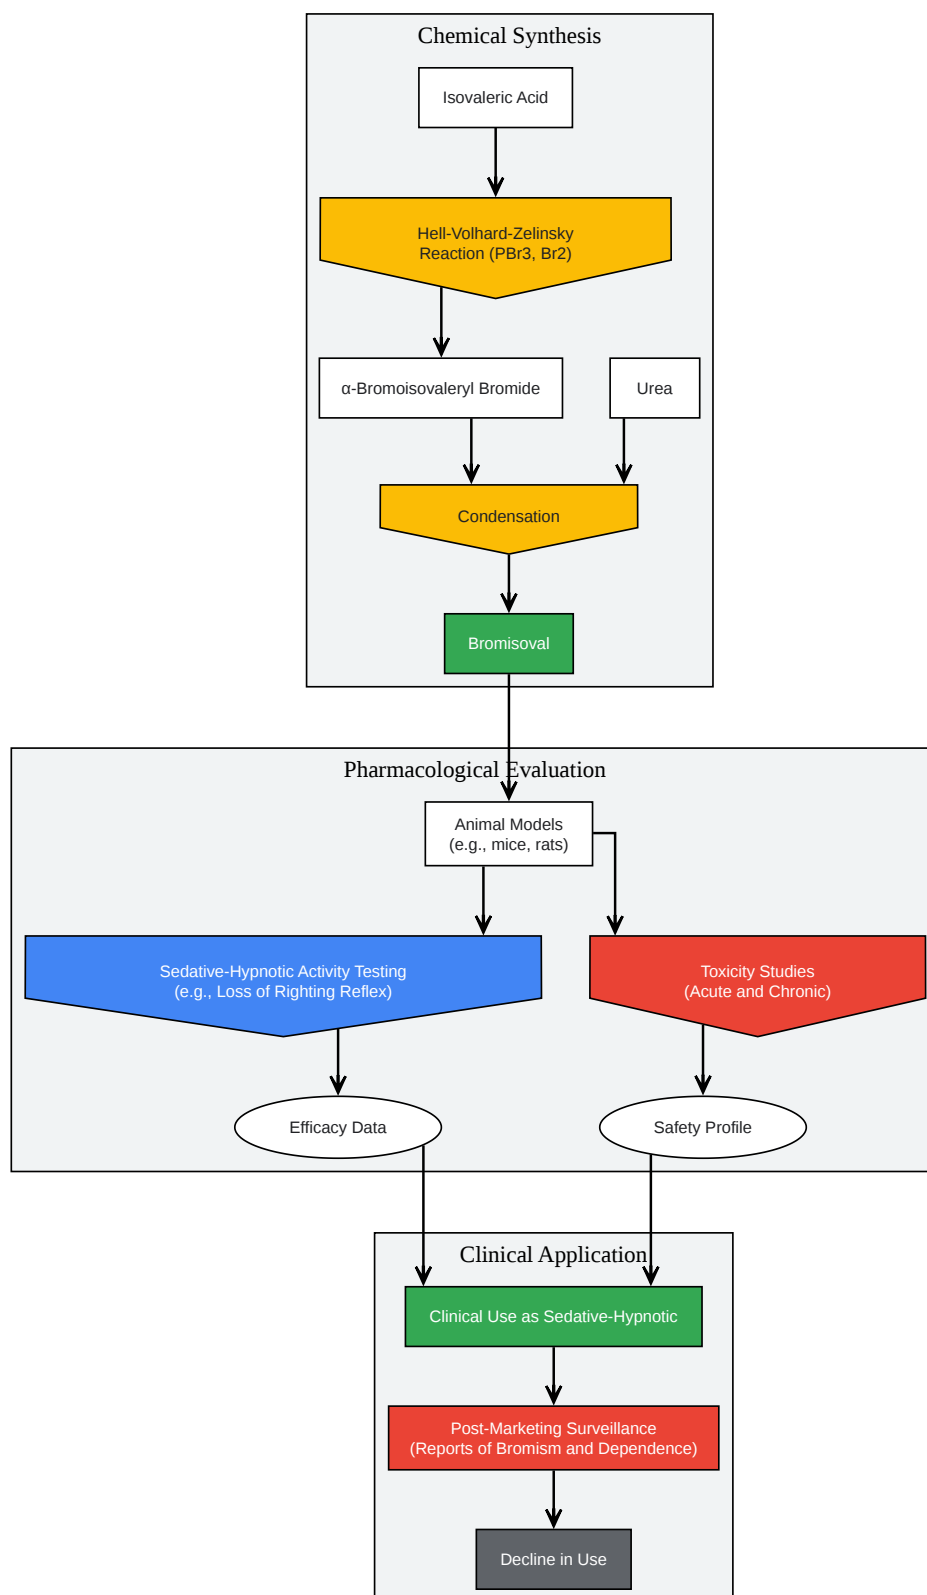 Chemical Synthesis
Isovaleric Acid
Hell-Volhard-Zelinsky
Reaction (PBr3, Br2)
α-Bromoisovaleryl Bromide
Urea
Condensation
Bromisoval
Pharmacological Evaluation
Animal Models
(e.g., mice, rats)
Sedative-Hypnotic Activity Testing
(e.g., Loss of Righting Reflex)
Toxicity Studies
(Acute and Chronic)
Efficacy Data
Safety Profile
Clinical Application
Clinical Use as Sedative-Hypnotic
Post-Marketing Surveillance
(Reports of Bromism and Dependence)
Decline in Use